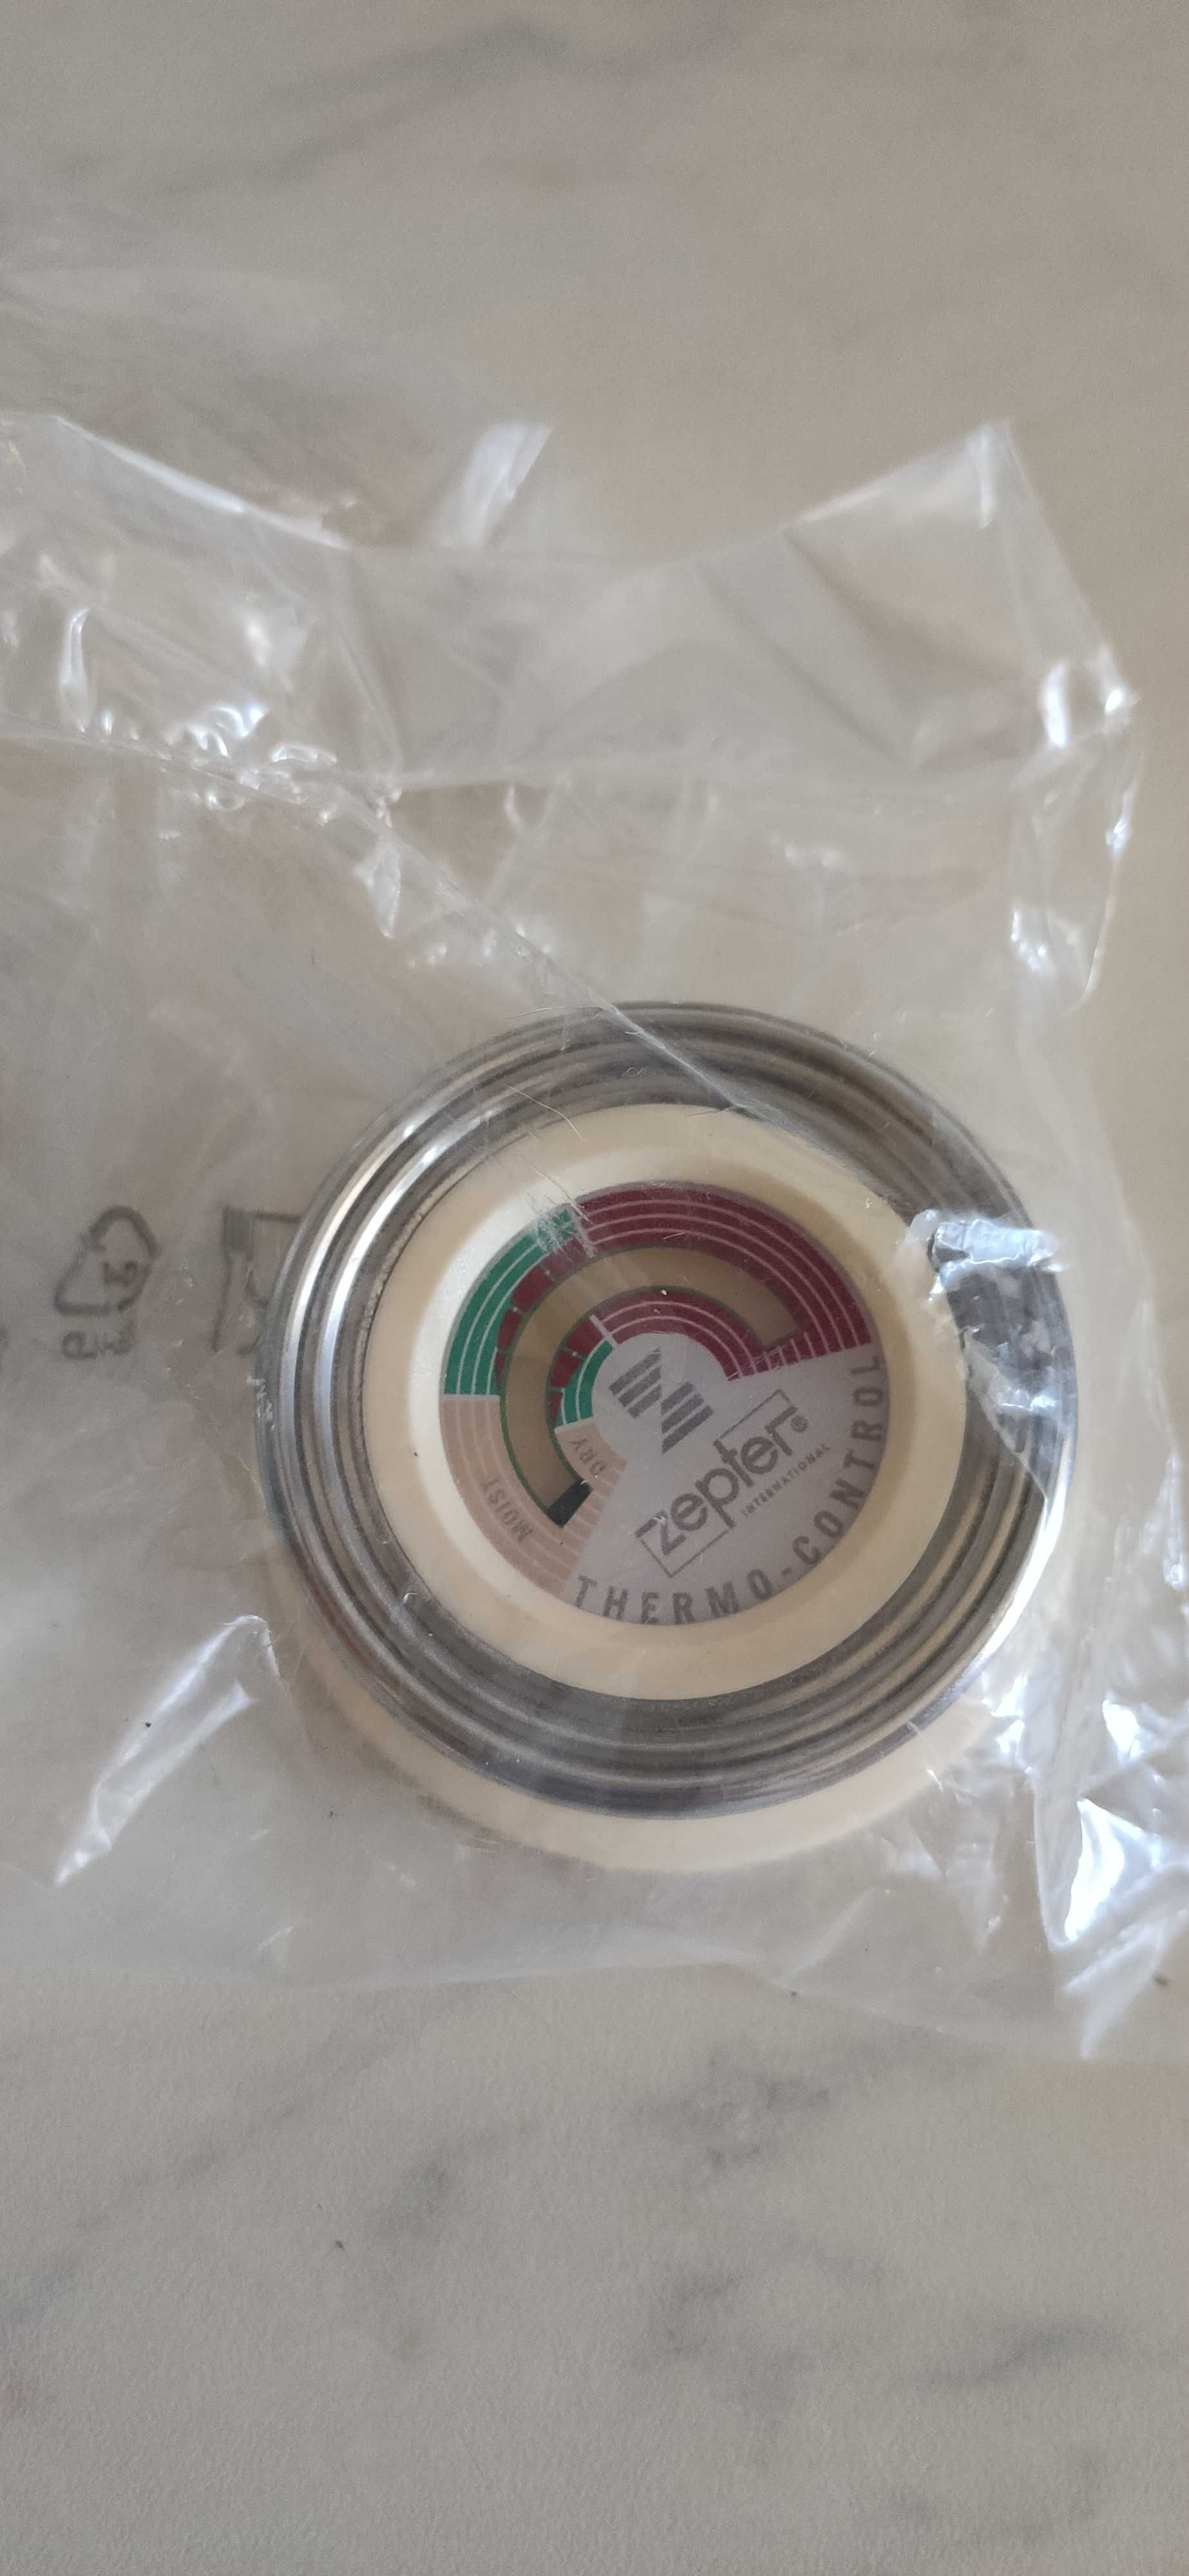 MOIST
DRY
zepter®
INTERNATIONAL
THERMO-CONTROL